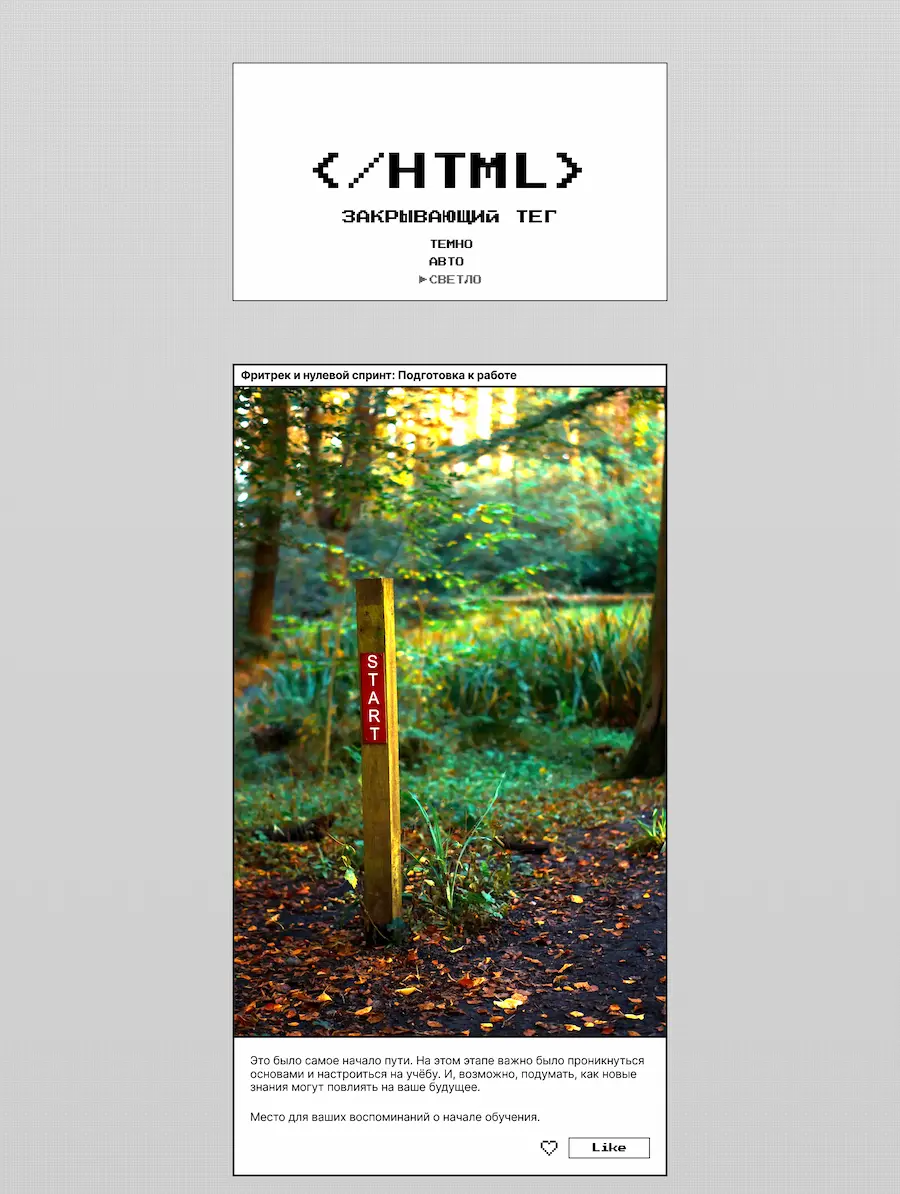 </HTML>
ЗАКРЫВАЮЩИЙ ТЕГ
ТЕМНО
АВТО
▶СВЕТЛО
Фритрек и нулевой спринт: Подготовка к работе
START
Это было самое начало пути. На этом этапе важно было проникнуться
основами и настроиться на учёбу. И, возможно, подумать, как новые
знания могут повлиять на ваше будущее.
Место для ваших воспоминаний о начале обучения.
Like